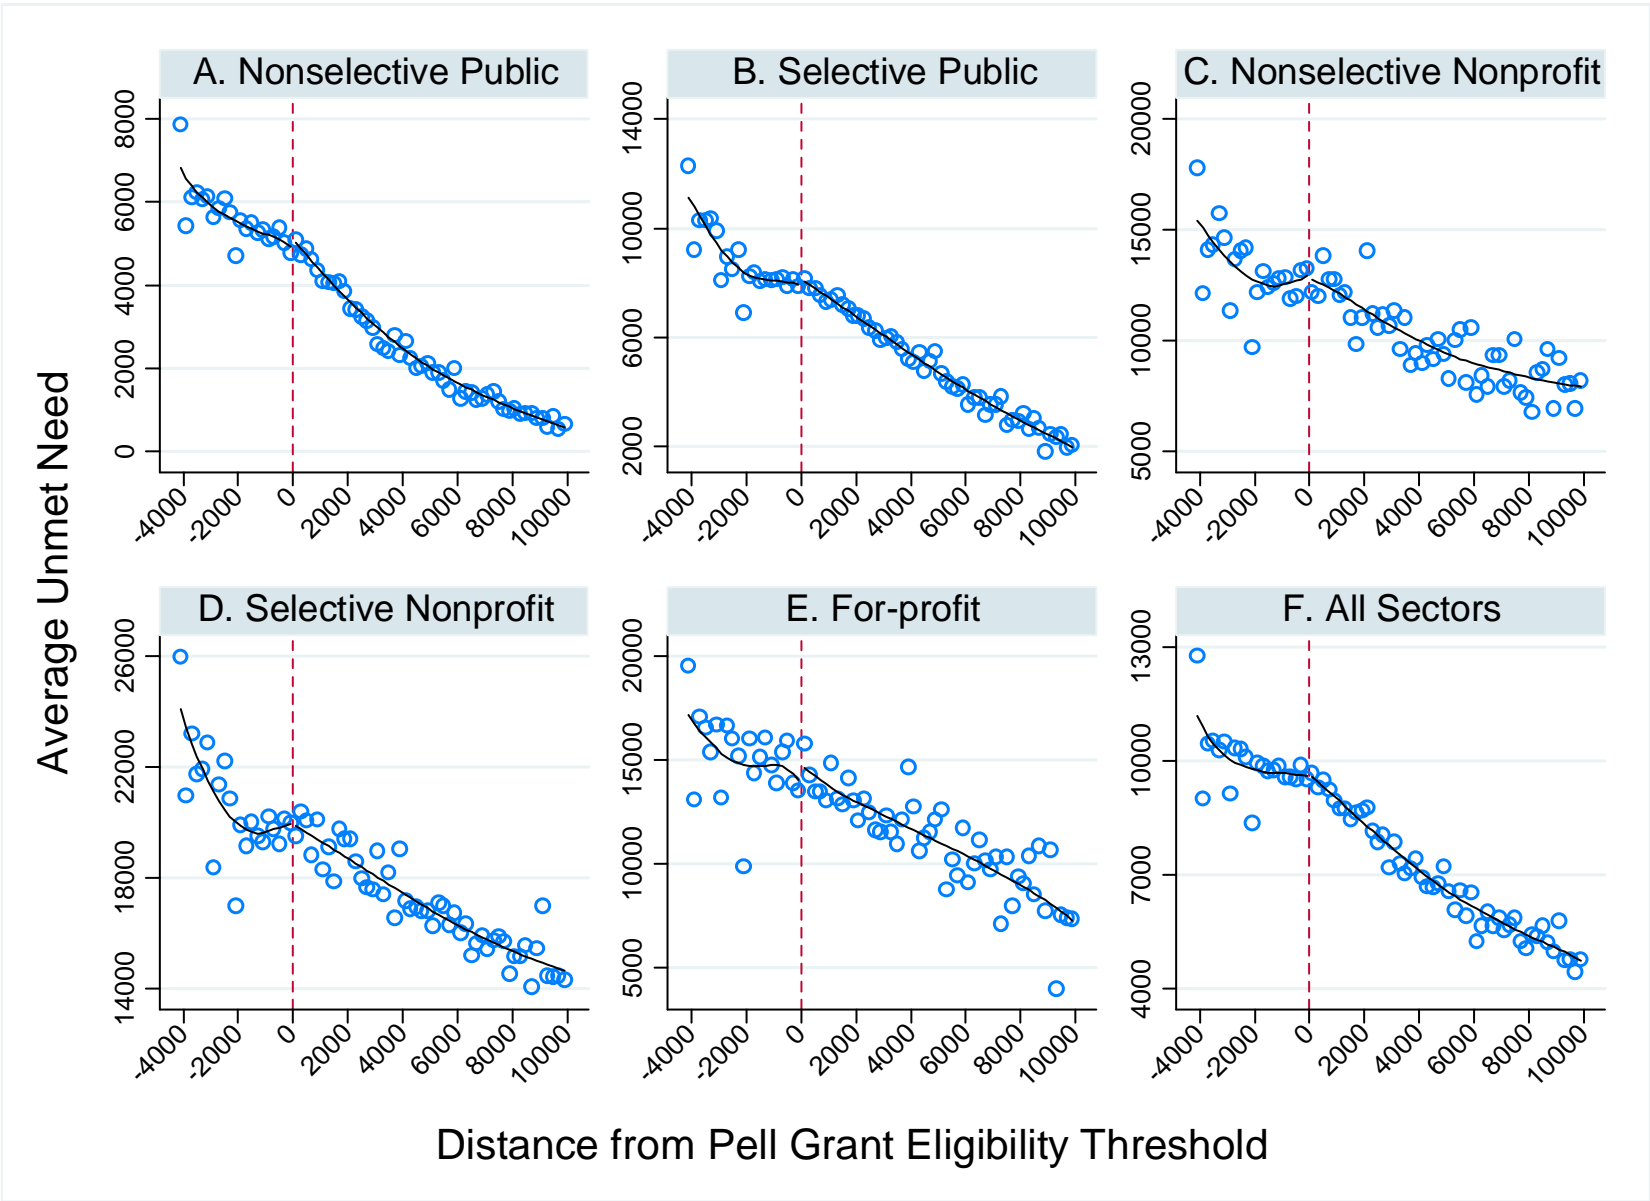 A. Nonselective Public
B. Selective Public
C. Nonselective Nonprofit
8000
6000
4000
2000
0
14000
10000
6000
2000
20000
15000
10000
5000
-4000 -2000 0 2000 4000 6000 8000 10000
-4000 -2000 0 2000 4000 6000 8000 10000
-4000 -2000 0 2000 4000 6000 8000 10000
Average Unmet Need
D. Selective Nonprofit
E. For-profit
F. All Sectors
26000
22000
18000
14000
20000
15000
10000
5000
13000
10000
7000
4000
-4000 -2000 0 2000 4000 6000 8000 10000
-4000 -2000 0 2000 4000 6000 8000 10000
-4000 -2000 0 2000 4000 6000 8000 10000
Distance from Pell Grant Eligibility Threshold